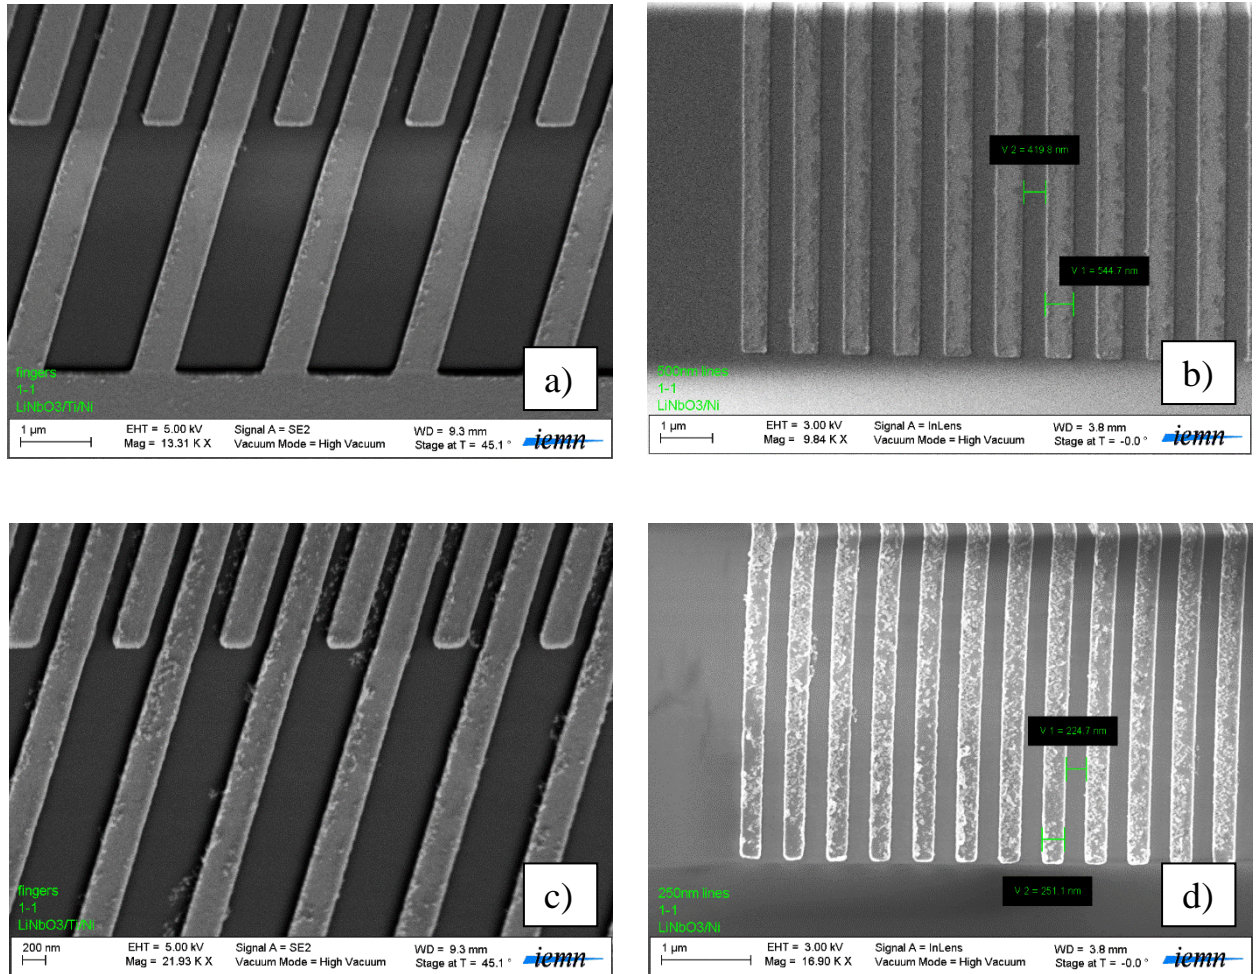 a)
fingers
1-1
LiNbO3/Ti/Ni
1 µm
EHT = 5.00 kV
Mag = 13.31 K X
Signal A = SE2
Vacuum Mode = High Vacuum
WD = 9.3 mm
Stage at T = 45.1 °
iemn
V 2 = 419.8 nm
V 1 = 544.7 nm
b)
500nm lines
1-1
LiNbO3/Ni
1 µm
EHT = 3.00 kV
Mag = 9.84 K X
Signal A = InLens
Vacuum Mode = High Vacuum
WD = 3.8 mm
Stage at T = -0.0 °
iemn
c)
fingers
1-1
LiNbO3/Ti/Ni
200 nm
EHT = 5.00 kV
Mag = 21.93 K X
Signal A = SE2
Vacuum Mode = High Vacuum
WD = 9.3 mm
Stage at T = 45.1 °
iemn
V 1 = 224.7 nm
V 2 = 251.1 nm
d)
250nm lines
1-1
LiNbO3/Ni
1 µm
EHT = 3.00 kV
Mag = 16.90 K X
Signal A = InLens
Vacuum Mode = High Vacuum
WD = 3.8 mm
Stage at T = -0.0 °
iemn